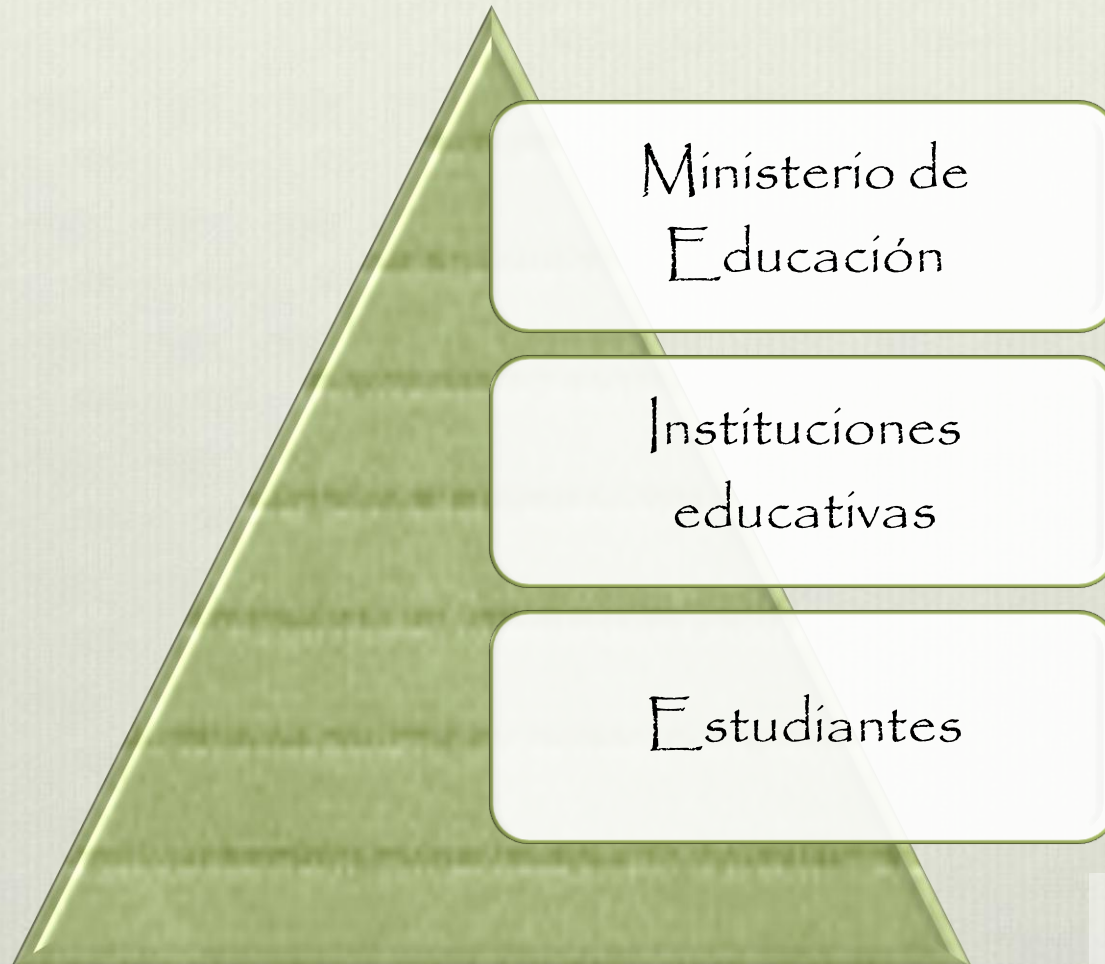 Ministerio de
Educación
Instituciones
educativas
Estudiantes